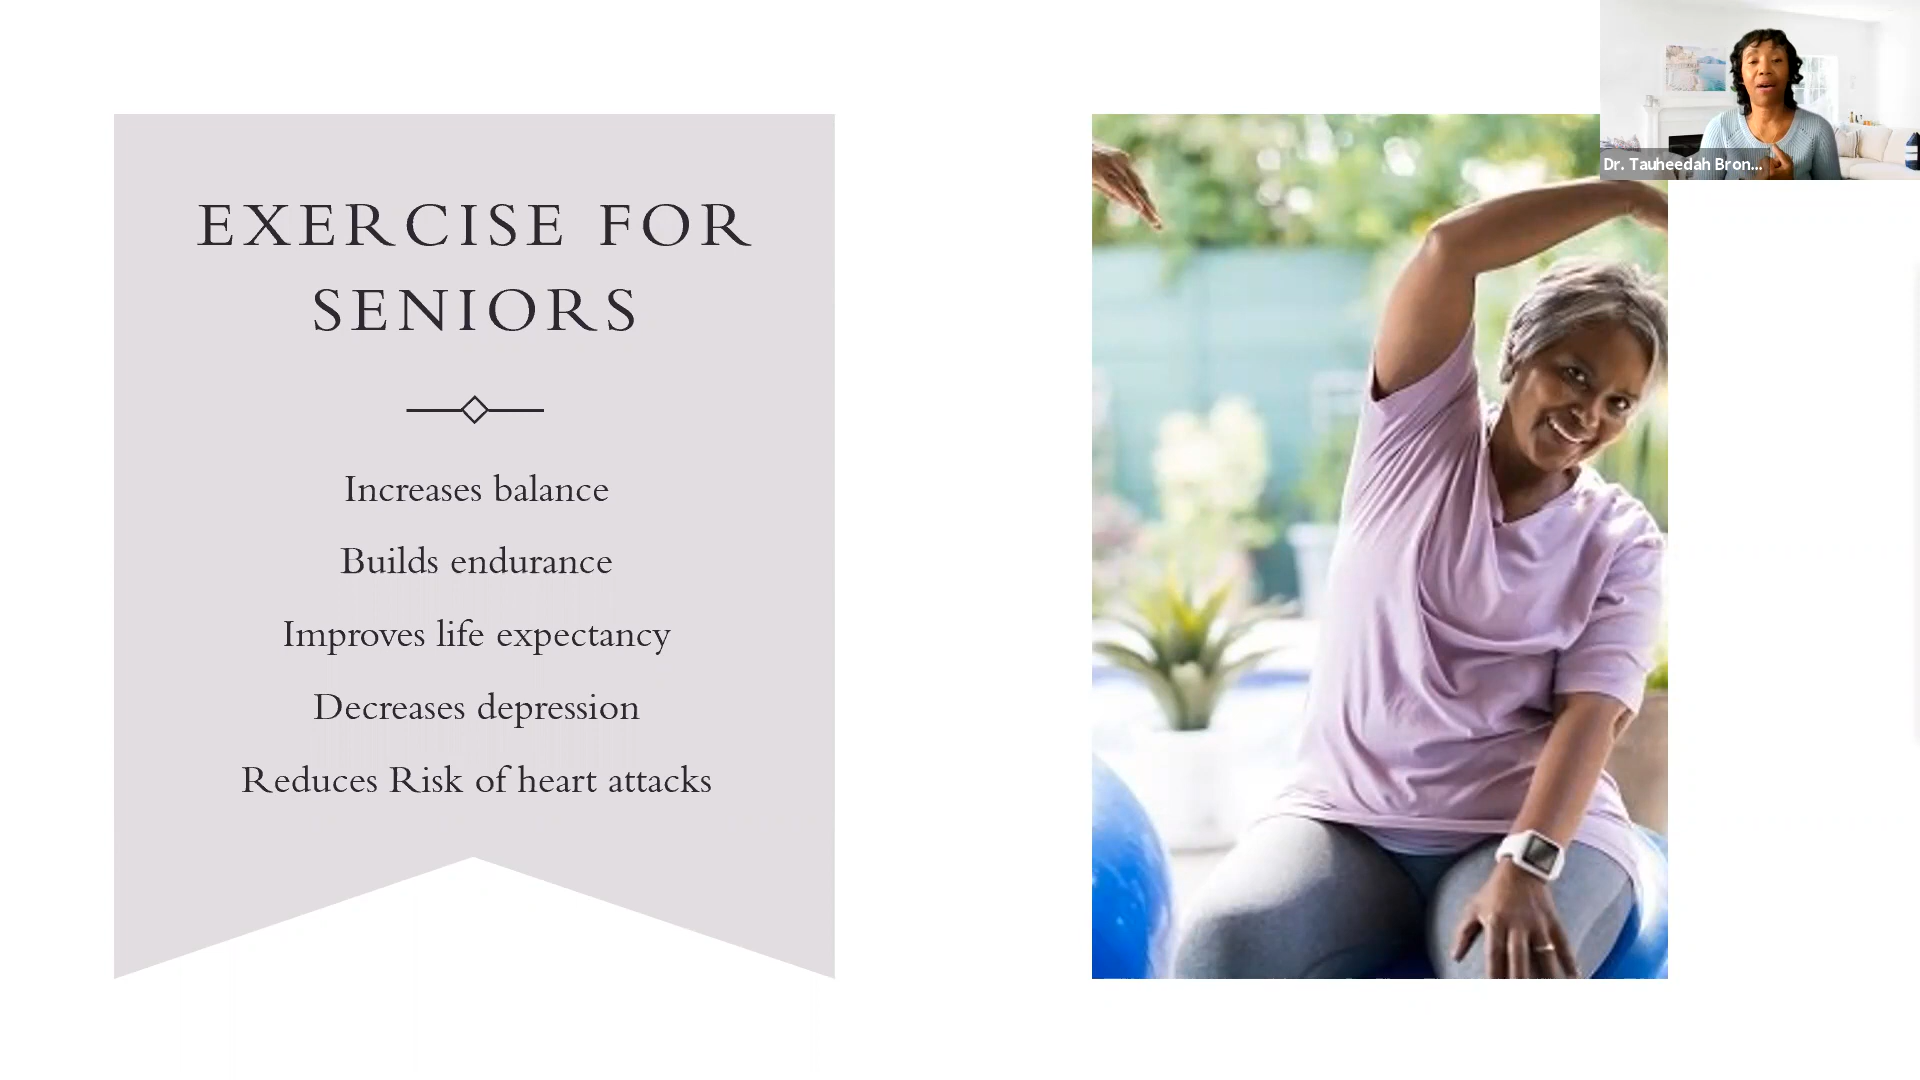 EXERCISE FOR
SENIORS
Increases balance
Builds endurance
Improves life expectancy
Decreases depression
Reduces Risk of heart attacks
Dr. Tauheedah Bron...